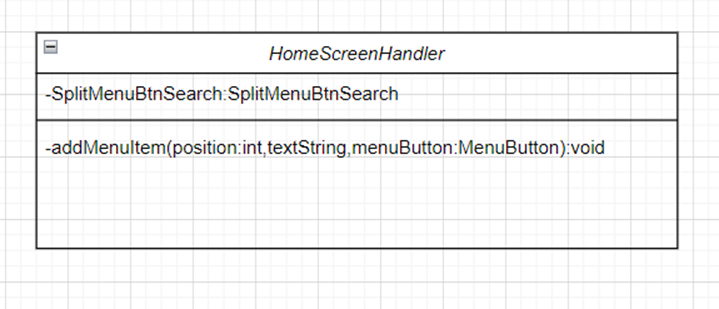 HomeScreenHandler
-SplitMenuBtnSearch:SplitMenuBtnSearch
-addMenuItem(position:int,textString,menuButton:MenuButton):void